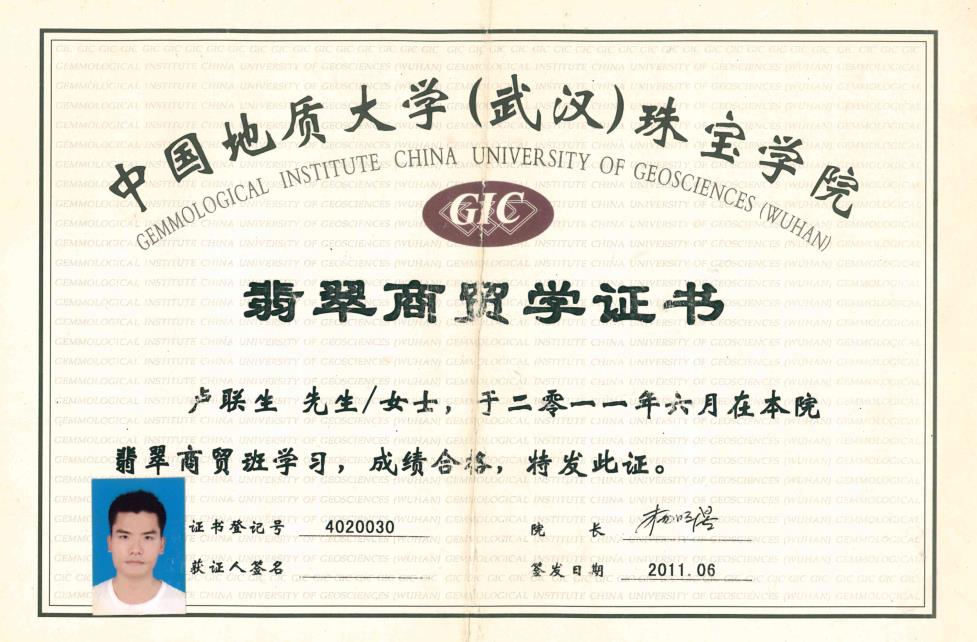 中国地质大学(武汉)珠宝学院
GEMMOLOGICAL INSTITUTE CHINA UNIVERSITY OF GEOSCIENCES (WUHAN)
GIC
翡翠商贸学证书
卢联生 先生/女士，于二零一一年六月在本院
翡翠商贸班学习，成绩合格，特发此证。
证书登记号 4020030
院 长
获证人签名
签发日期 2011.06